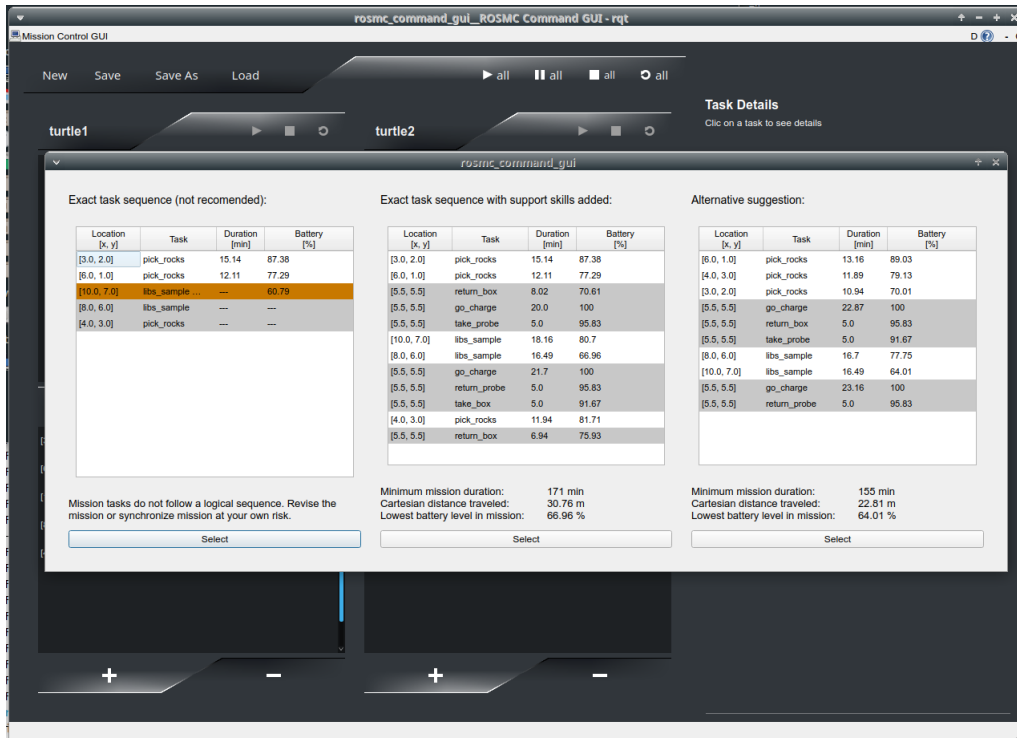 rosmc_command_gui__ROSMC Command GUI - rqt
Mission Control GUI
D
New Save Save As Load
all all all all
Task Details
Clic on a task to see details
turtle1
turtle2
rosmc_command_gui
Exact task sequence (not recomended):
Location [x, y] Task Duration [min] Battery [%]
[3.0, 2.0] pick_rocks 15.14 87.38
[6.0, 1.0] pick_rocks 12.11 77.29
[10.0, 7.0] libs_sample ... --- 60.79
[8.0, 6.0] libs_sample --- ---
[4.0, 3.0] pick_rocks --- ---
Mission tasks do not follow a logical sequence. Revise the
mission or synchronize mission at your own risk.
Select
Exact task sequence with support skills added:
Location [x, y] Task Duration [min] Battery [%]
[3.0, 2.0] pick_rocks 15.14 87.38
[6.0, 1.0] pick_rocks 12.11 77.29
[5.5, 5.5] return_box 8.02 70.61
[5.5, 5.5] go_charge 20.0 100
[5.5, 5.5] take_probe 5.0 95.83
[10.0, 7.0] libs_sample 18.16 80.7
[8.0, 6.0] libs_sample 16.49 66.96
[5.5, 5.5] go_charge 21.7 100
[5.5, 5.5] return_probe 5.0 95.83
[5.5, 5.5] take_box 5.0 91.67
[4.0, 3.0] pick_rocks 11.94 81.71
[5.5, 5.5] return_box 6.94 75.93
Minimum mission duration: 171 min
Cartesian distance traveled: 30.76 m
Lowest battery level in mission: 66.96 %
Select
Alternative suggestion:
Location [x, y] Task Duration [min] Battery [%]
[6.0, 1.0] pick_rocks 13.16 89.03
[4.0, 3.0] pick_rocks 11.89 79.13
[3.0, 2.0] pick_rocks 10.94 70.01
[5.5, 5.5] go_charge 22.87 100
[5.5, 5.5] return_box 5.0 95.83
[5.5, 5.5] take_probe 5.0 91.67
[8.0, 6.0] libs_sample 16.7 77.75
[10.0, 7.0] libs_sample 16.49 64.01
[5.5, 5.5] go_charge 23.16 100
[5.5, 5.5] return_probe 5.0 95.83
Minimum mission duration: 155 min
Cartesian distance traveled: 22.81 m
Lowest battery level in mission: 64.01 %
Select